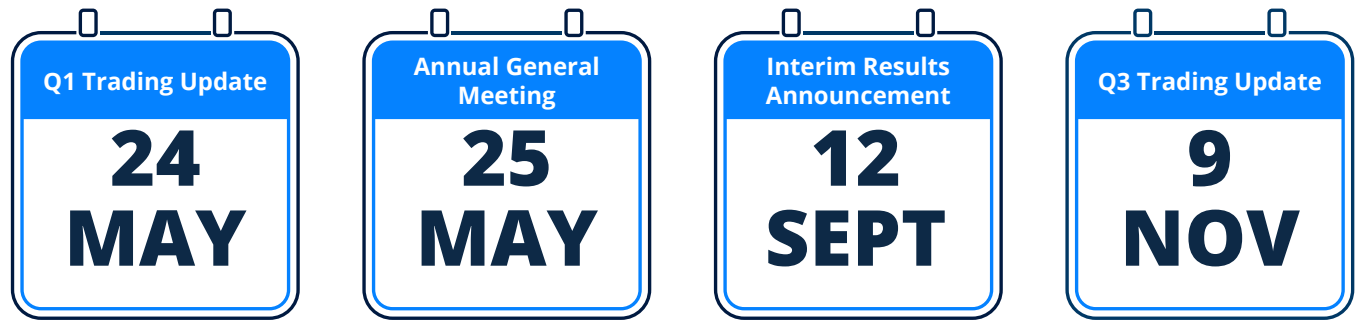 Q1 Trading Update
24
MAY
Annual General
Meeting
25
MAY
Interim Results
Announcement
12
SEPT
Q3 Trading Update
9
NOV